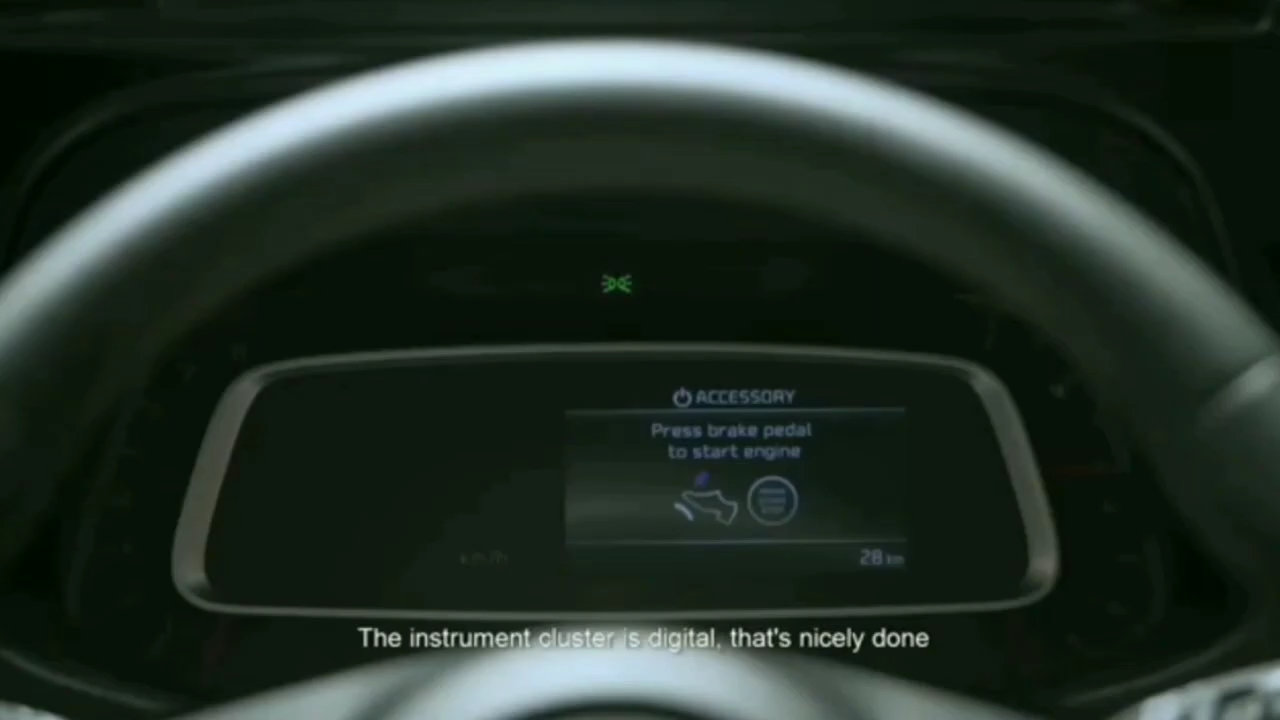 ACCESSORY
Press brake pedal
to start engine
28 km
The instrument cluster is digital, that's nicely done